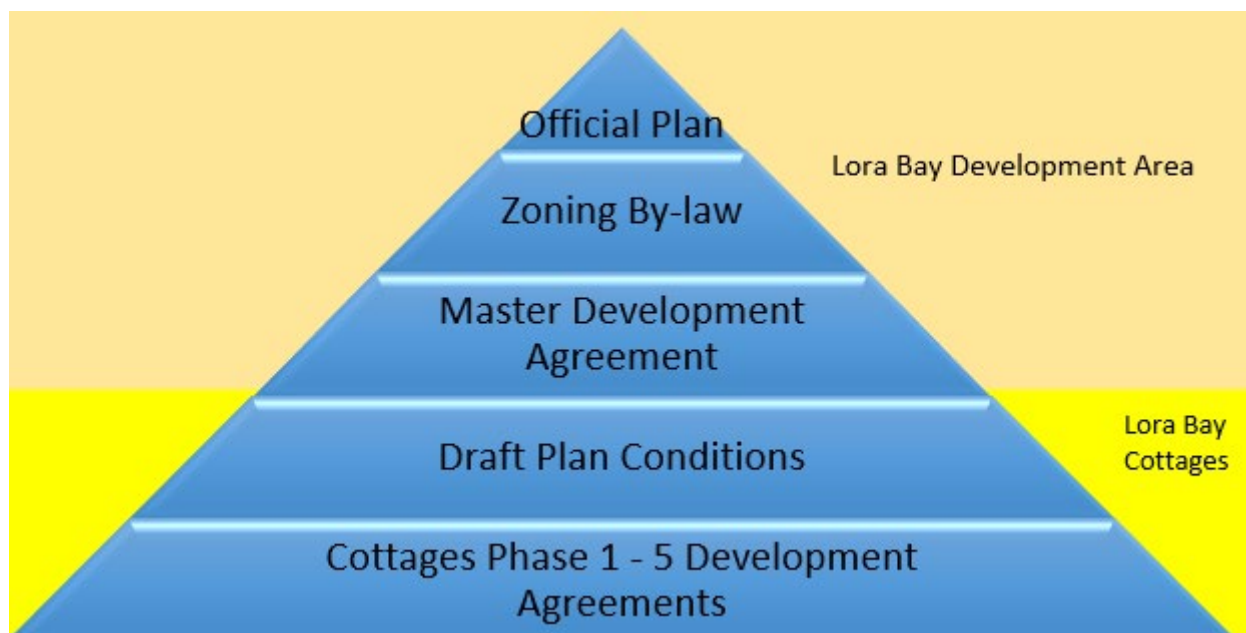 Official Plan
Lora Bay Development Area
Zoning By-law
Master Development
Agreement
Lora Bay
Cottages
Draft Plan Conditions
Cottages Phase 1 - 5 Development
Agreements